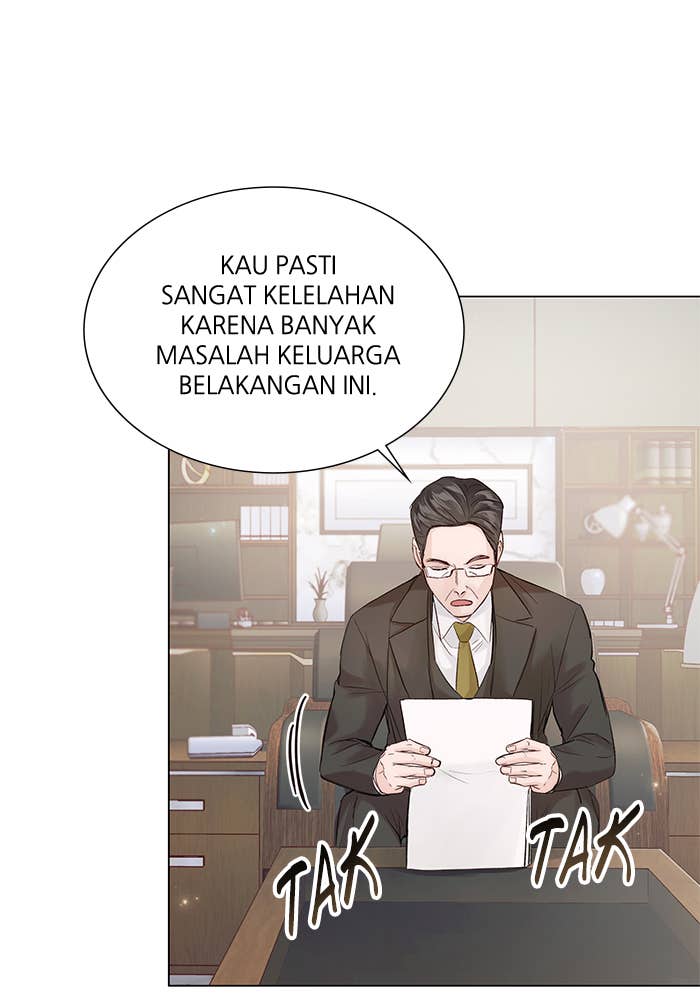 KAU PASTI
SANGAT KELELAHAN
KARENA BANYAK
MASALAH KELUARGA
BELAKANGAN INI.
TAK
TAK